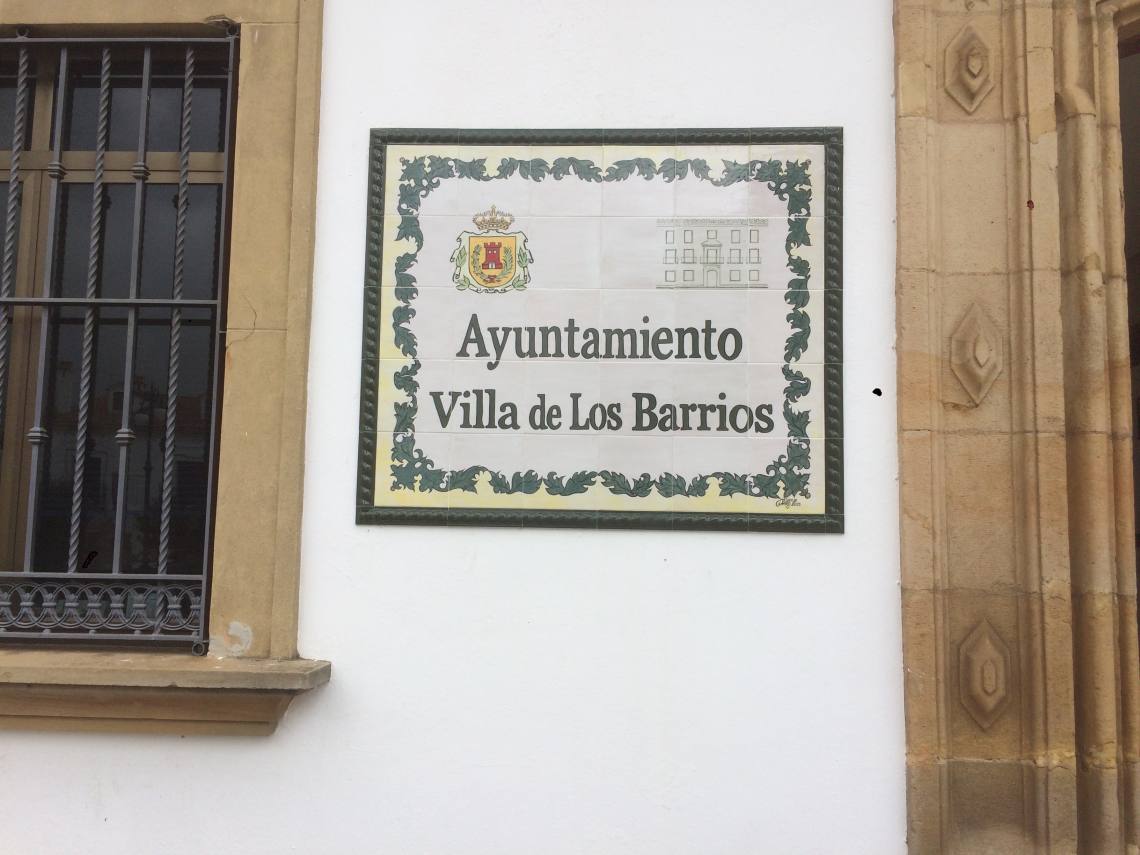 Ayuntamiento
Villa de Los Barrios